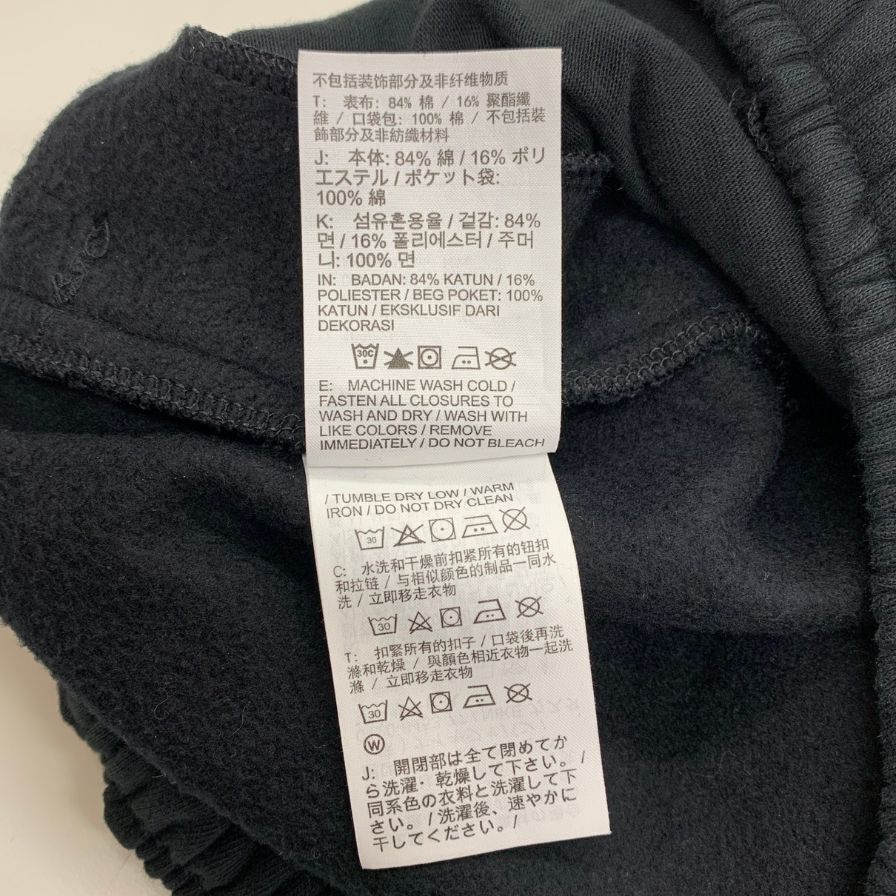 不包括装饰部分及非纤维物质
T: 表布: 84% 棉 / 16% 聚酯纖
維 / 口袋包: 100% 棉 / 不包括裝
飾部分及非紡織材料
J: 本体: 84% 綿 / 16% ポリ
エステル / ポケット袋:
100% 綿
K: 섬유혼용율 / 겉감: 84%
면 / 16% 폴리에스터 / 주머
니: 100% 면
IN: BADAN: 84% KATUN / 16%
POLIESTER / BEG POKET: 100%
KATUN / EKSKLUSIF DARI
DEKORASI
30C
E: MACHINE WASH COLD /
FASTEN ALL CLOSURES TO
WASH AND DRY / WASH WITH
LIKE COLORS / REMOVE
IMMEDIATELY / DO NOT BLEACH
/ TUMBLE DRY LOW / WARM
IRON / DO NOT DRY CLEAN
30
C: 水洗和干燥前扣紧所有的钮扣
和拉链 / 与相似颜色的制品一同水
洗 / 立即移走衣物
30
T: 扣緊所有的扣子 / 口袋後再洗
滌和乾燥 / 與顏色相近衣物一起洗
滌 / 立即移走衣物
30
W
J: 開閉部は全て閉めてか
ら洗濯・乾燥して下さい。/
同系色の衣料と洗濯して下
さい。/ 洗濯後、速やかに
干してください。/